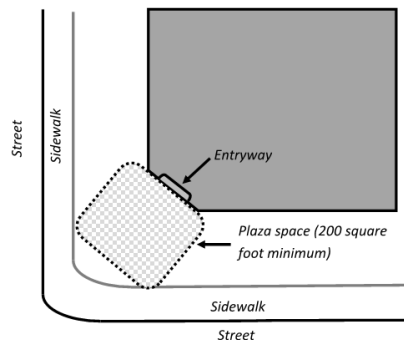 Street
Sidewalk
Entryway
Plaza space (200 square
foot minimum)
Sidewalk
Street